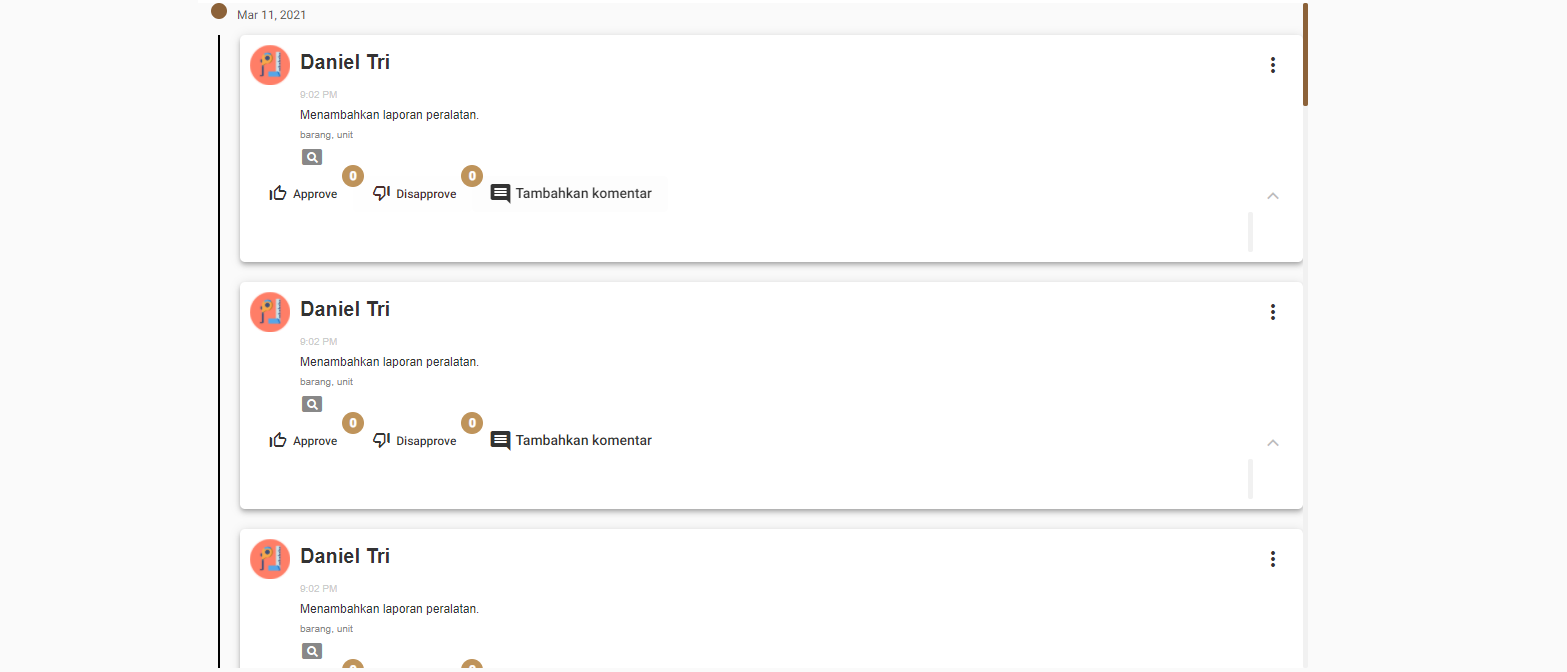 Mar 11, 2021
Daniel Tri
9:02 PM
Menambahkan laporan peralatan.
barang, unit
0 0
Approve Disapprove Tambahkan komentar
Daniel Tri
9:02 PM
Menambahkan laporan peralatan.
barang, unit
0 0
Approve Disapprove Tambahkan komentar
Daniel Tri
9:02 PM
Menambahkan laporan peralatan.
barang, unit